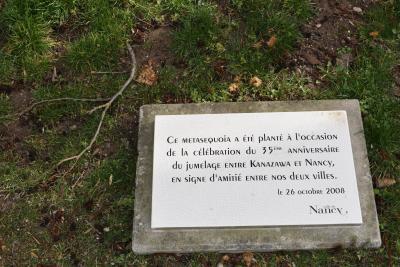 Ce metasequoia a été planté à l'occasion
de la célébration du 35ème anniversaire
du jumelage entre Kanazawa et Nancy,
en signe d'amitié entre nos deux villes.
le 26 octobre 2008
Nancy